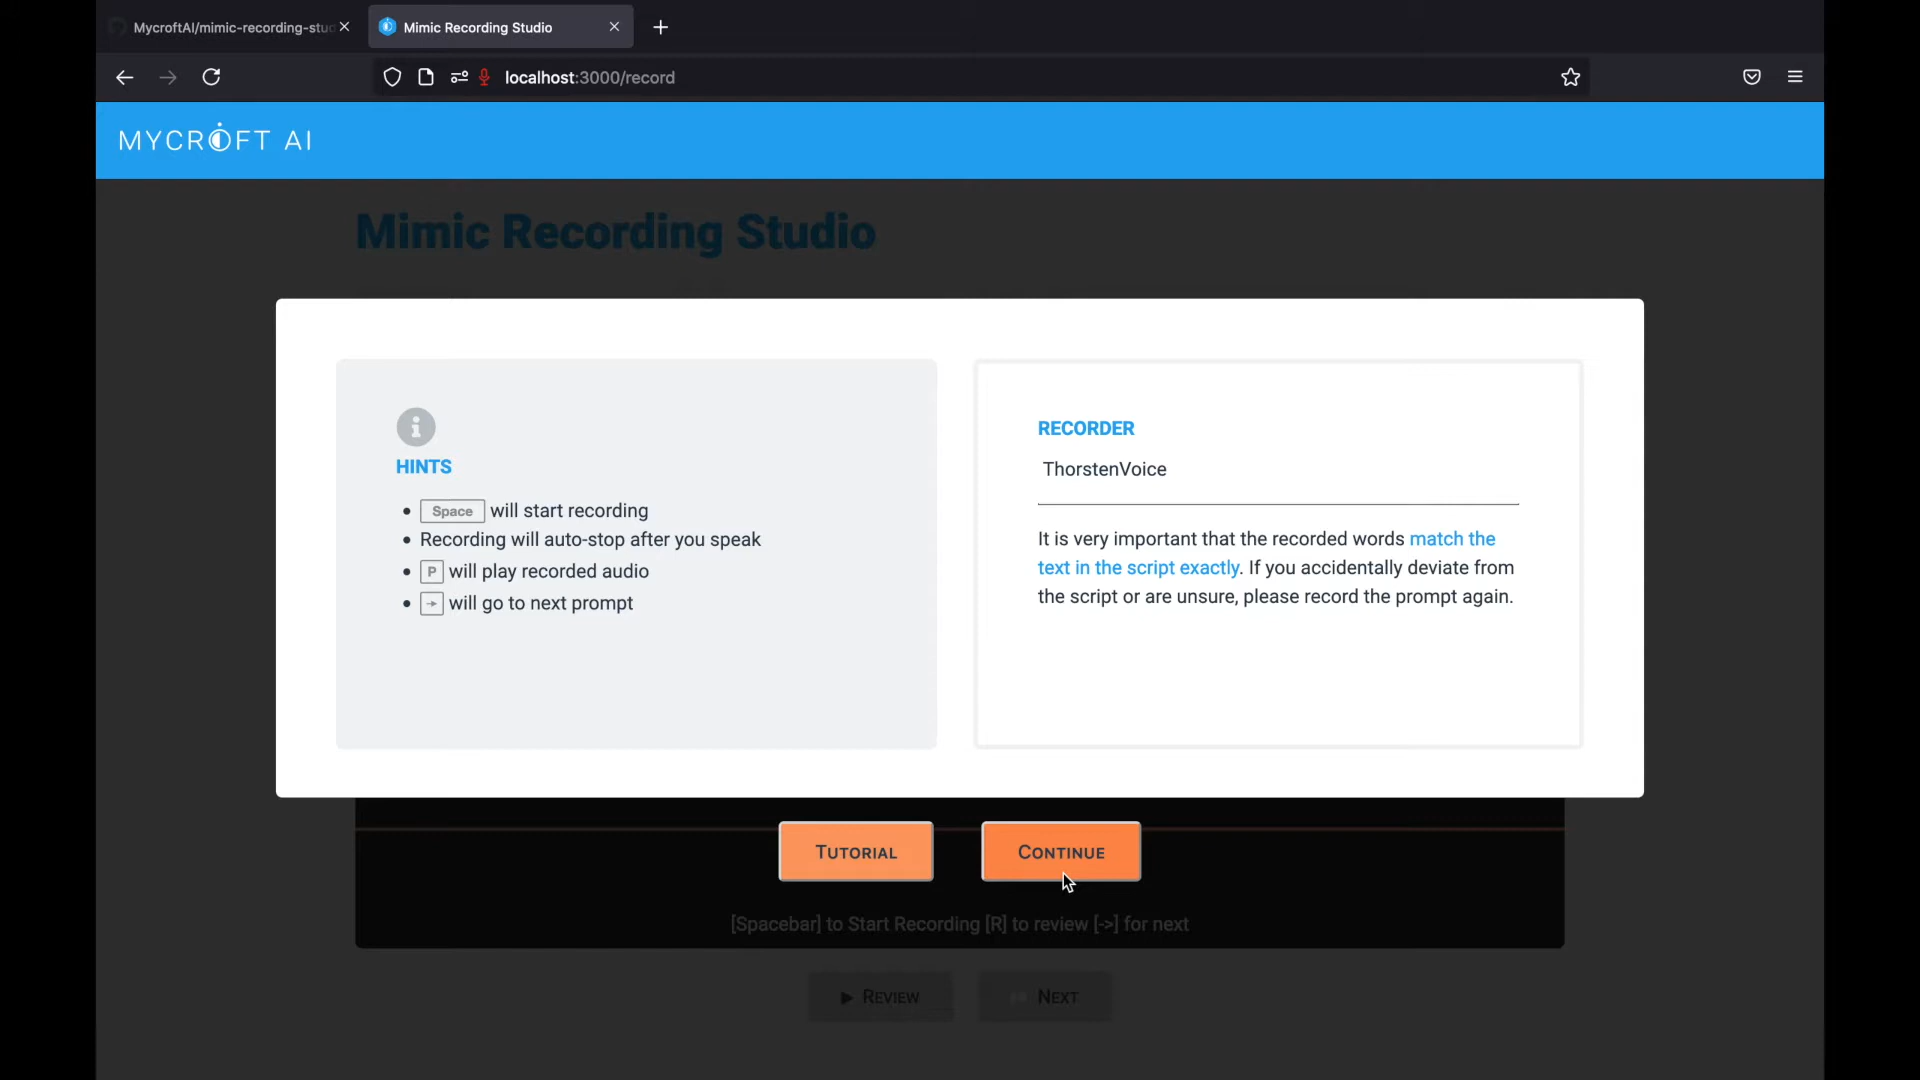 MycroftAI/mimic-recording-stu
Mimic Recording Studio
localhost:3000/record
MYCROFT AI
Mimic Recording Studio
HINTS
Space will start recording
Recording will auto-stop after you speak
P will play recorded audio
→ will go to next prompt
RECORDER
ThorstenVoice
It is very important that the recorded words match the
text in the script exactly. If you accidentally deviate from
the script or are unsure, please record the prompt again.
TUTORIAL
CONTINUE
[Spacebar] to Start Recording [R] to review [->] for next
REVIEW
NEXT